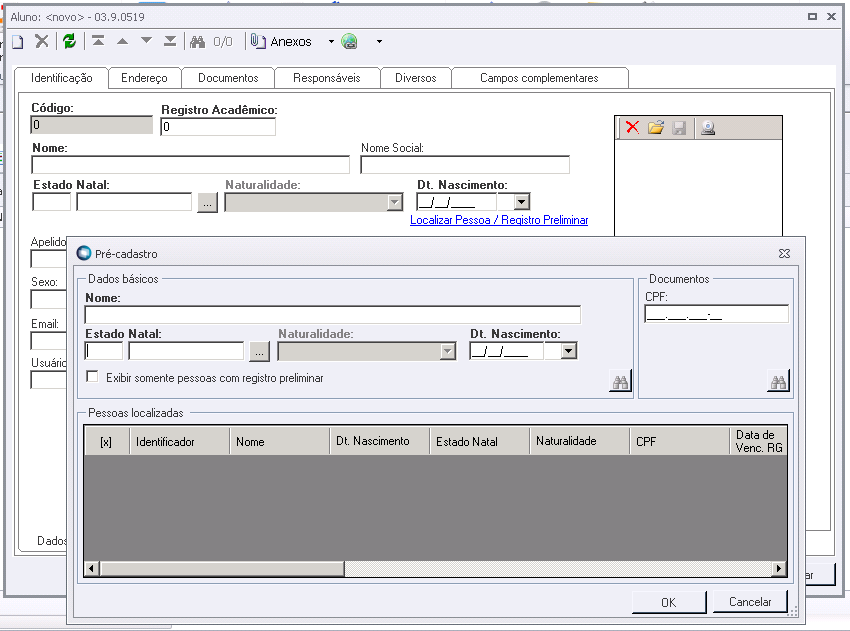 Aluno: <novo> - 03.9.0519
0/0 Anexos
Identificação Endereço Documentos Responsáveis Diversos Campos complementares
Código: Registro Acadêmico:
0 0
Nome: Nome Social:
Estado Natal: Naturalidade: Dt. Nascimento:
... __/__/____
Localizar Pessoa / Registro Preliminar
Apelido
Sexo:
Email:
Usuário
Dados
ar
Pré-cadastro
Dados básicos Documentos
Nome: CPF:
___.___.___-__
Estado Natal: Naturalidade: Dt. Nascimento:
... __/__/____
Exibir somente pessoas com registro preliminar
Pessoas localizadas
[x] Identificador Nome Dt. Nascimento Estado Natal Naturalidade CPF Data de
Venc. RG
OK Cancelar